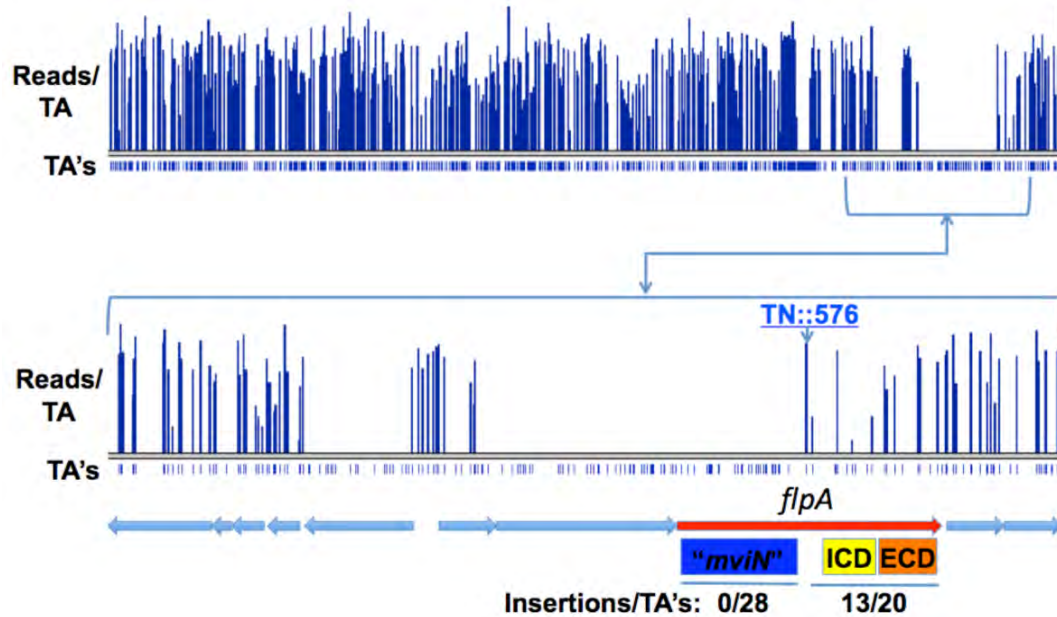 Reads/
TA
TA's
TN::576
Reads/
TA
TA's
flpA
"mviN" ICD ECD
Insertions/TA's: 0/28 13/20